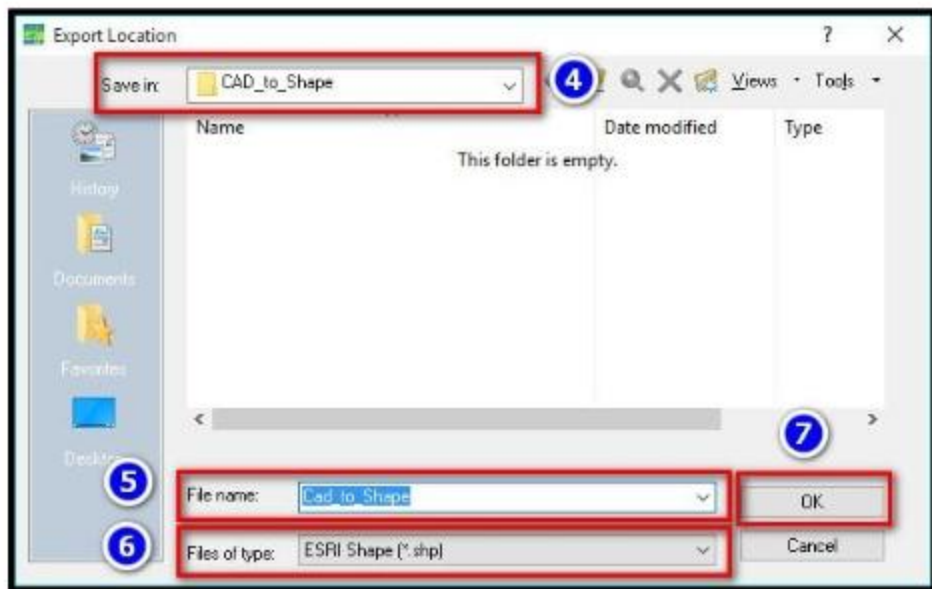 Export Location
Save in: CAD_to_Shape 4 Views Tools
Name Date modified Type
This folder is empty.
History
Documents
Favorites
Desktop
7
5 File name: Cad_to_Shape OK
6 Files of type: ESRI Shape (*.shp) Cancel